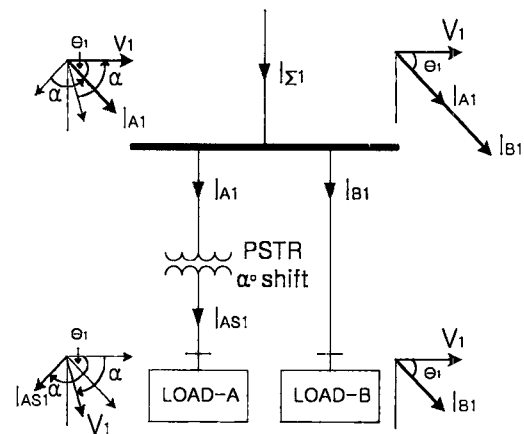 V1
Θ1
α
α
IA1
IΣ1
V1
Θ1
IA1
IB1
IA1
IB1
PSTR
α° shift
IAS1
Θ1
α
α
IAS1
V1
LOAD-A
LOAD-B
V1
Θ1
IB1